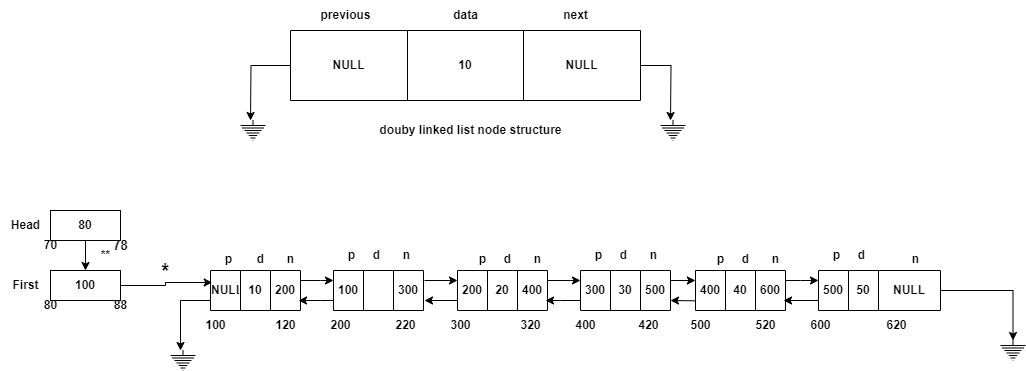 previous data next
NULL 10 NULL
douby linked list node structure
Head 80
70 ** 78
First 100 *
80 88
p d n p d n p d n p d n p d n p d n
NULL 10 200 100 300 200 20 400 300 30 500 400 40 600 500 50 NULL
100 120 200 220 300 320 400 420 500 520 600 620